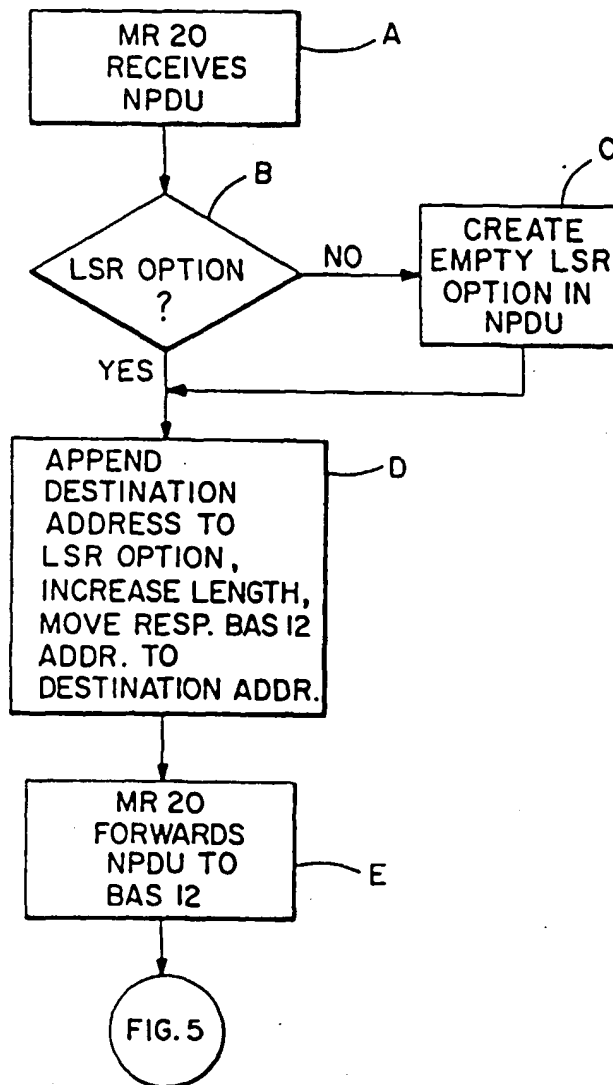 MR 20
RECEIVES
NPDU
A
B
LSR OPTION
?
NO
C
CREATE
EMPTY LSR
OPTION IN
NPDU
YES
APPEND
DESTINATION
ADDRESS TO
LSR OPTION,
INCREASE LENGTH,
MOVE RESP. BAS 12
ADDR. TO
DESTINATION ADDR.
D
MR 20
FORWARDS
NPDU TO
BAS 12
E
FIG. 5